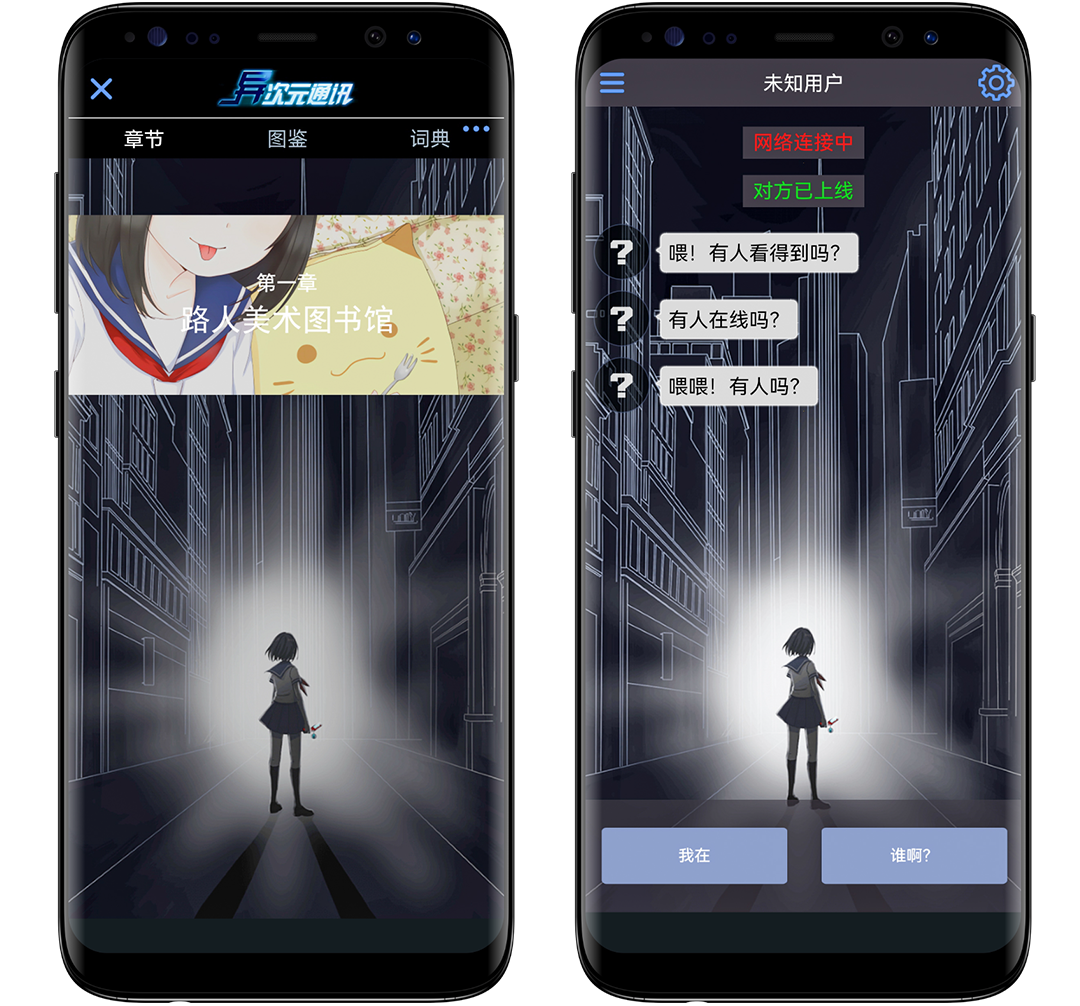 异次元通讯
章节
图鉴
词典
第一章
路人美术图书馆
未知用户
网络连接中
对方已上线
? 喂！有人看得到吗？
? 有人在线吗？
? 喂喂！有人吗？
我在
谁啊？